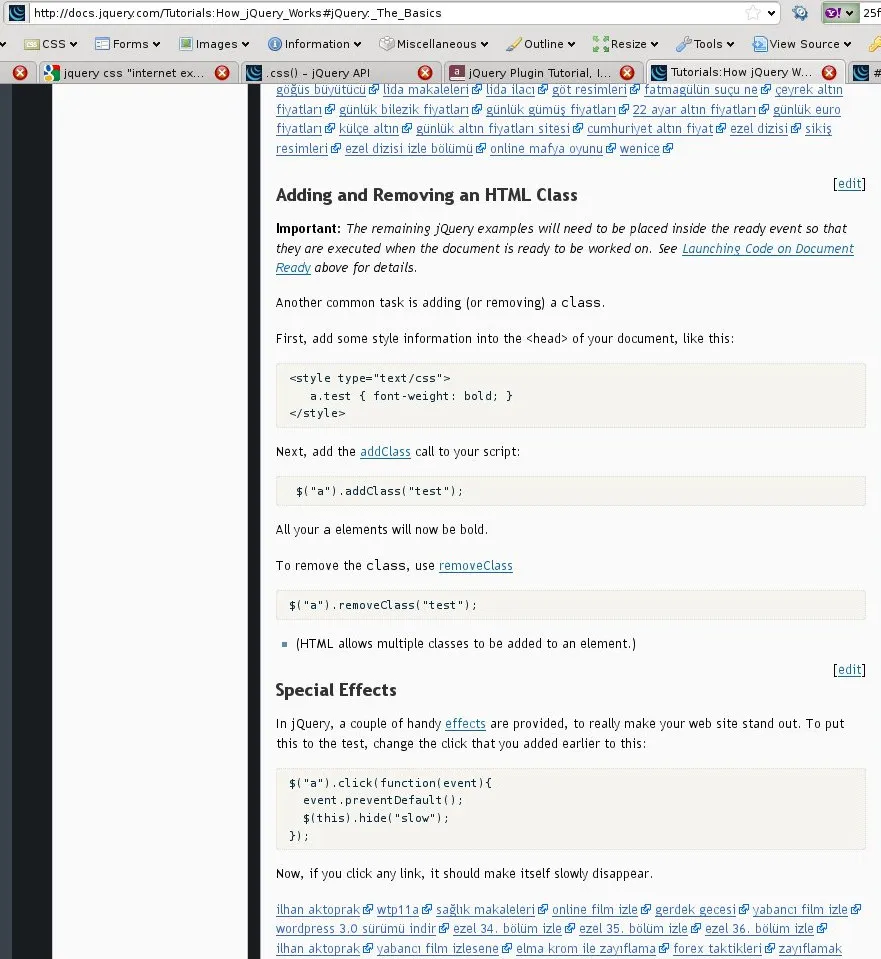 http://docs.jquery.com/Tutorials:How_jQuery_Works#jQuery:_The_Basics
25f
CSS Forms Images Information Miscellaneous Outline Resize Tools View Source
jquery css "internet ex... .css() - jQuery API jQuery Plugin Tutorial, I... Tutorials:How jQuery W... #
göğüs büyütücü lida makaleleri lida ilacı göt resimleri fatmagülün suçu ne çeyrek altın
fiyatları günlük bilezik fiyatları günlük gümüş fiyatları 22 ayar altın fiyatları günlük euro
fiyatları külçe altın günlük altın fiyatları sitesi cumhuriyet altın fiyat ezel dizisi sikiş
resimleri ezel dizisi izle bölümü online mafya oyunu wenice
[edit]
Adding and Removing an HTML Class
Important: The remaining jQuery examples will need to be placed inside the ready event so that
they are executed when the document is ready to be worked on. See Launching Code on Document
Ready above for details.
Another common task is adding (or removing) a class.
First, add some style information into the <head> of your document, like this:
<style type="text/css">
a.test { font-weight: bold; }
</style>
Next, add the addClass call to your script:
$("a").addClass("test");
All your a elements will now be bold.
To remove the class, use removeClass
$("a").removeClass("test");
(HTML allows multiple classes to be added to an element.)
[edit]
Special Effects
In jQuery, a couple of handy effects are provided, to really make your web site stand out. To put
this to the test, change the click that you added earlier to this:
$("a").click(function(event){
event.preventDefault();
$(this).hide("slow");
});
Now, if you click any link, it should make itself slowly disappear.
ilhan aktoprak wtp11a sağlık makaleleri online film izle gerdek gecesi yabancı film izle
wordpress 3.0 sürümü indir ezel 34. bölüm izle ezel 35. bölüm izle ezel 36. bölüm izle
ilhan aktoprak yabancı film izlesene elma krom ile zayıflama forex taktikleri zayıflamak